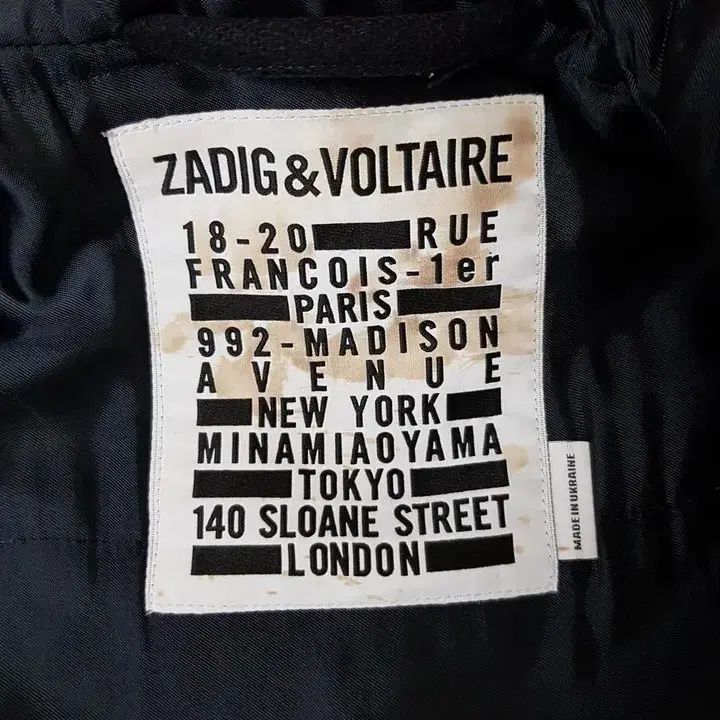 ZADIG&VOLTAIRE
18-20 RUE
FRANCOIS-1er
PARIS
992-MADISON
AVENUE
NEW YORK
MINAMIAOYAMA
TOKYO
140 SLOANE STREET
LONDON
MADE IN UKRAINE